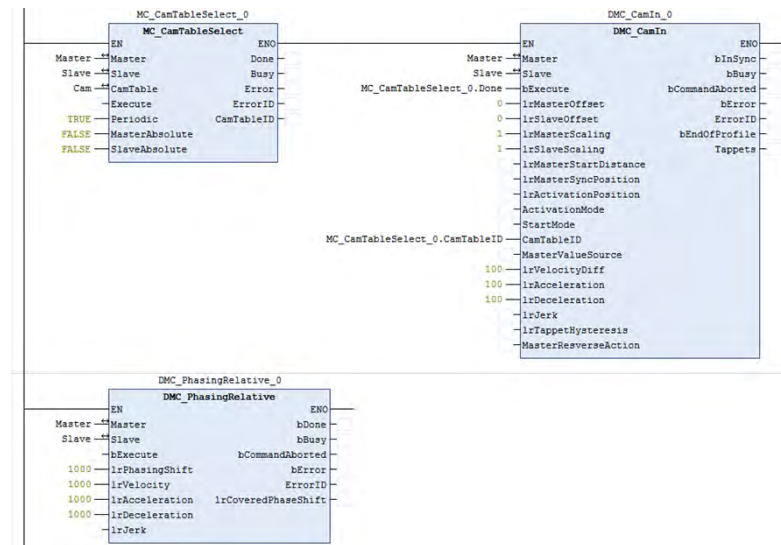 MC_CamTableSelect_0
MC_CamTableSelect
EN ENO
Master Master Done
Slave Slave Busy
Cam CamTable Error
Execute ErrorID
TRUE Periodic CamTableID
FALSE MasterAbsolute
FALSE SlaveAbsolute
DMC_CamIn_0
DMC_CamIn
EN ENO
Master Master bInSync
Slave Slave bBusy
MC_CamTableSelect_0.Done bExecute bCommandAborted
0 lrMasterOffset bError
0 lrSlaveOffset ErrorID
1 lrMasterScaling bEndOfProfile
1 lrSlaveScaling Tappets
lrMasterStartDistance
lrMasterSyncPosition
lrActivationPosition
ActivationMode
StartMode
MC_CamTableSelect_0.CamTableID CamTableID
MasterValueSource
100 lrVelocityDiff
100 lrAcceleration
100 lrDeceleration
lrJerk
lrTappetHysteresis
MasterResverseAction
DMC_PhasingRelative_0
DMC_PhasingRelative
EN ENO
Master Master bDone
Slave Slave bBusy
bExecute bCommandAborted
1000 lrPhasingShift bError
1000 lrVelocity ErrorID
1000 lrAcceleration lrCoveredPhaseShift
1000 lrDeceleration
lrJerk